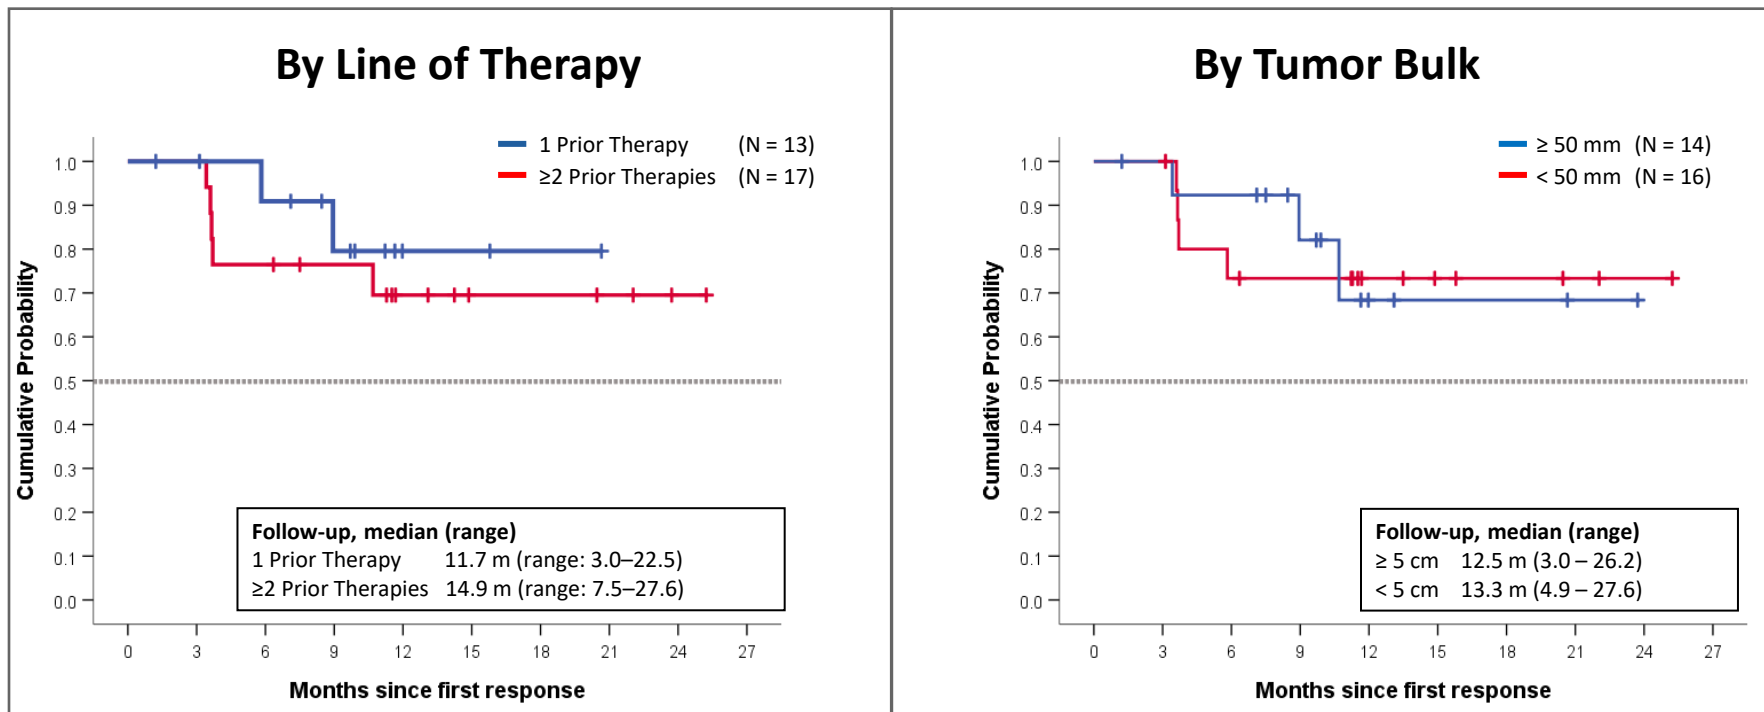 By Line of Therapy
1 Prior Therapy (N = 13)
≥2 Prior Therapies (N = 17)
Cumulative Probability
1.0
0.9
0.8
0.7
0.6
0.5
0.4
0.3
0.2
0.1
0.0
Follow-up, median (range)
1 Prior Therapy 11.7 m (range: 3.0–22.5)
≥2 Prior Therapies 14.9 m (range: 7.5–27.6)
0 3 6 9 12 15 18 21 24 27
Months since first response
By Tumor Bulk
≥ 50 mm (N = 14)
< 50 mm (N = 16)
Cumulative Probability
1.0
0.9
0.8
0.7
0.6
0.5
0.4
0.3
0.2
0.1
0.0
Follow-up, median (range)
≥ 5 cm 12.5 m (3.0 – 26.2)
< 5 cm 13.3 m (4.9 – 27.6)
0 3 6 9 12 15 18 21 24 27
Months since first response